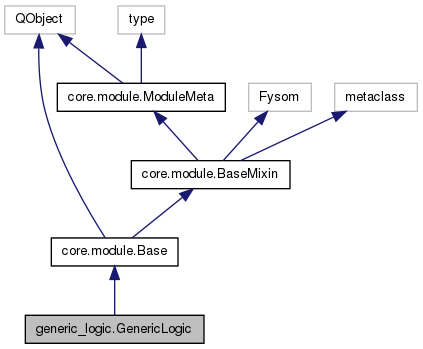 QObject
type
core.module.ModuleMeta
Fysom
metaclass
core.module.BaseMixin
core.module.Base
generic_logic.GenericLogic